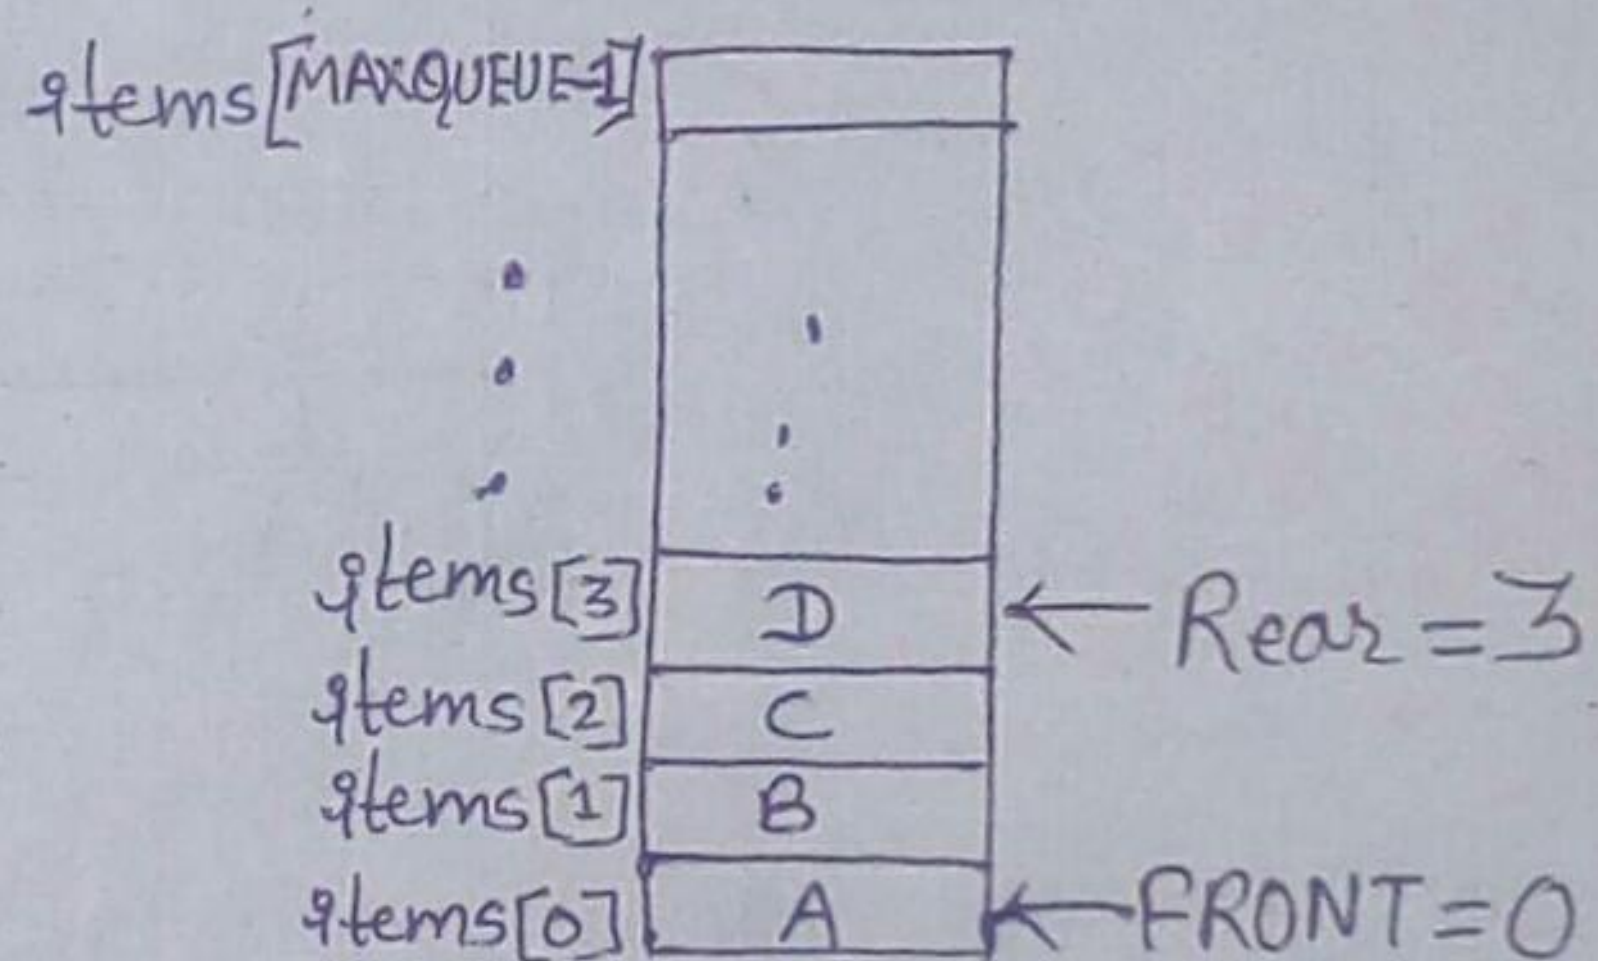 items[MAXQUEUE-1]
items[3] D ← Rear = 3
items[2] C
items[1] B
items[0] A ← FRONT = 0